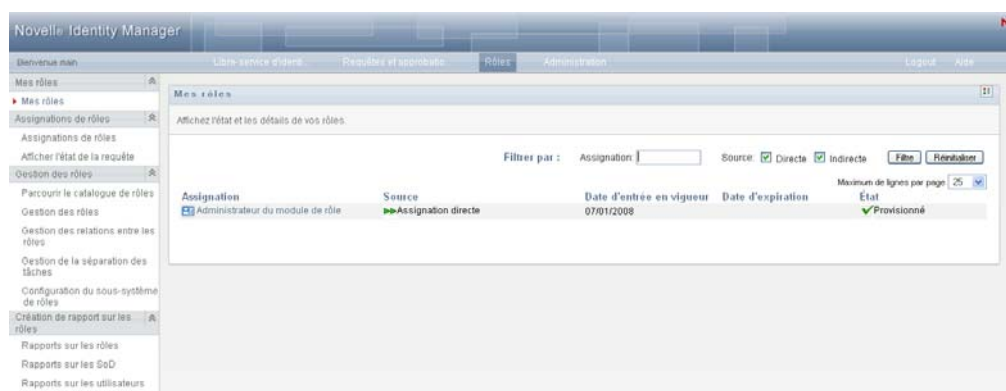 Novell® Identity Manager
N
Bienvenue main
Libre-service d'identi...
Requêtes et approbatio...
Rôles
Administration
Logout
Aide
Mes rôles
Mes rôles
Assignations de rôles
Assignations de rôles
Afficher l'état de la requête
Gestion des rôles
Parcourir le catalogue de rôles
Gestion des rôles
Gestion des relations entre les
rôles
Gestion de la séparation des
tâches
Configuration du sous-système
de rôles
Création de rapport sur les
rôles
Rapports sur les rôles
Rapports sur les SoD
Rapports sur les utilisateurs
Mes rôles
Affichez l'état et les détails de vos rôles.
Filtrer par : Assignation: Source: Directe Indirecte Filtre Réinitialiser
Maximum de lignes par page 25
Assignation Source Date d'entrée en vigueur Date d'expiration État
Administrateur du module de rôle Assignation directe 07/01/2008 Provisionné